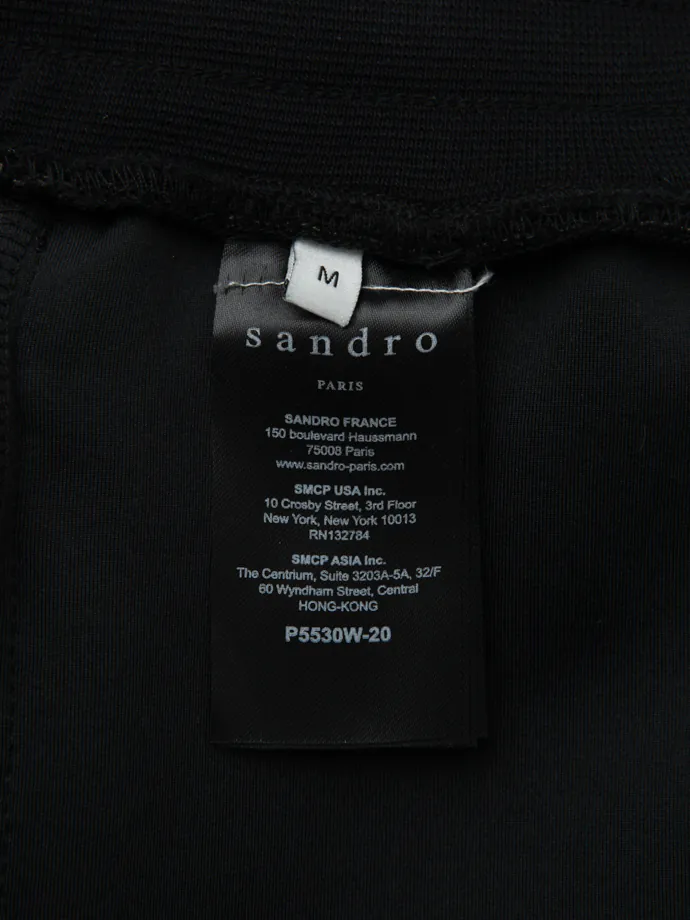 M
sandro
PARIS
SANDRO FRANCE
150 boulevard Haussmann
75008 Paris
www.sandro-paris.com
SMCP USA Inc.
10 Crosby Street, 3rd Floor
New York, New York 10013
RN132784
SMCP ASIA Inc.
The Centrium, Suite 3203A-5A, 32/F
60 Wyndham Street, Central
HONG-KONG
P5530W-20